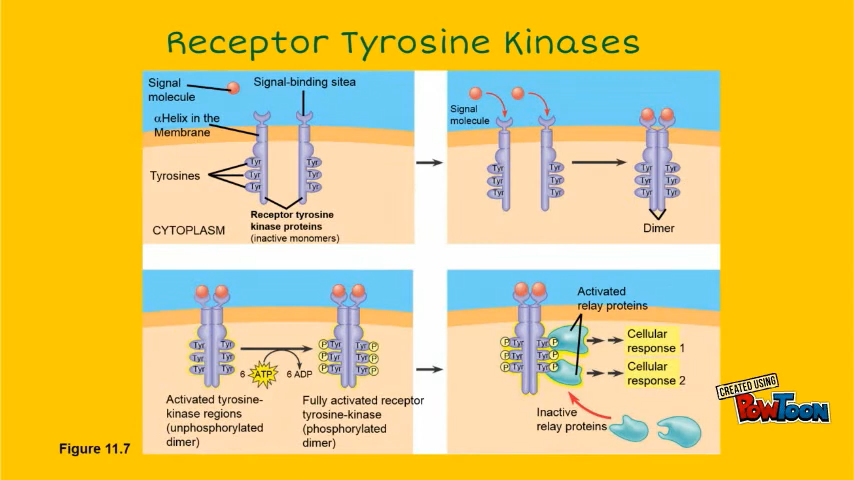 Receptor Tyrosine Kinases
Signal
molecule
Signal-binding sitea
αHelix in the
Membrane
Tyrosines
Tyr
Tyr
Tyr
Tyr
Tyr
Tyr
Receptor tyrosine
kinase proteins
(inactive monomers)
CYTOPLASM
Signal
molecule
Tyr
Tyr
Tyr
Tyr
Tyr
Tyr
Tyr Tyr
Tyr Tyr
Tyr Tyr
Dimer
Tyr Tyr
Tyr Tyr
Tyr Tyr
6 ATP 6 ADP
P Tyr Tyr P
P Tyr Tyr P
P Tyr Tyr P
Activated tyrosine-
kinase regions
(unphosphorylated
dimer)
Fully activated receptor
tyrosine-kinase
(phosphorylated
dimer)
Activated
relay proteins
P Tyr Tyr P
P Tyr Tyr
P Tyr Tyr P
Cellular
response 1
Cellular
response 2
Inactive
relay proteins
CREATED USING
POWTOON
Figure 11.7